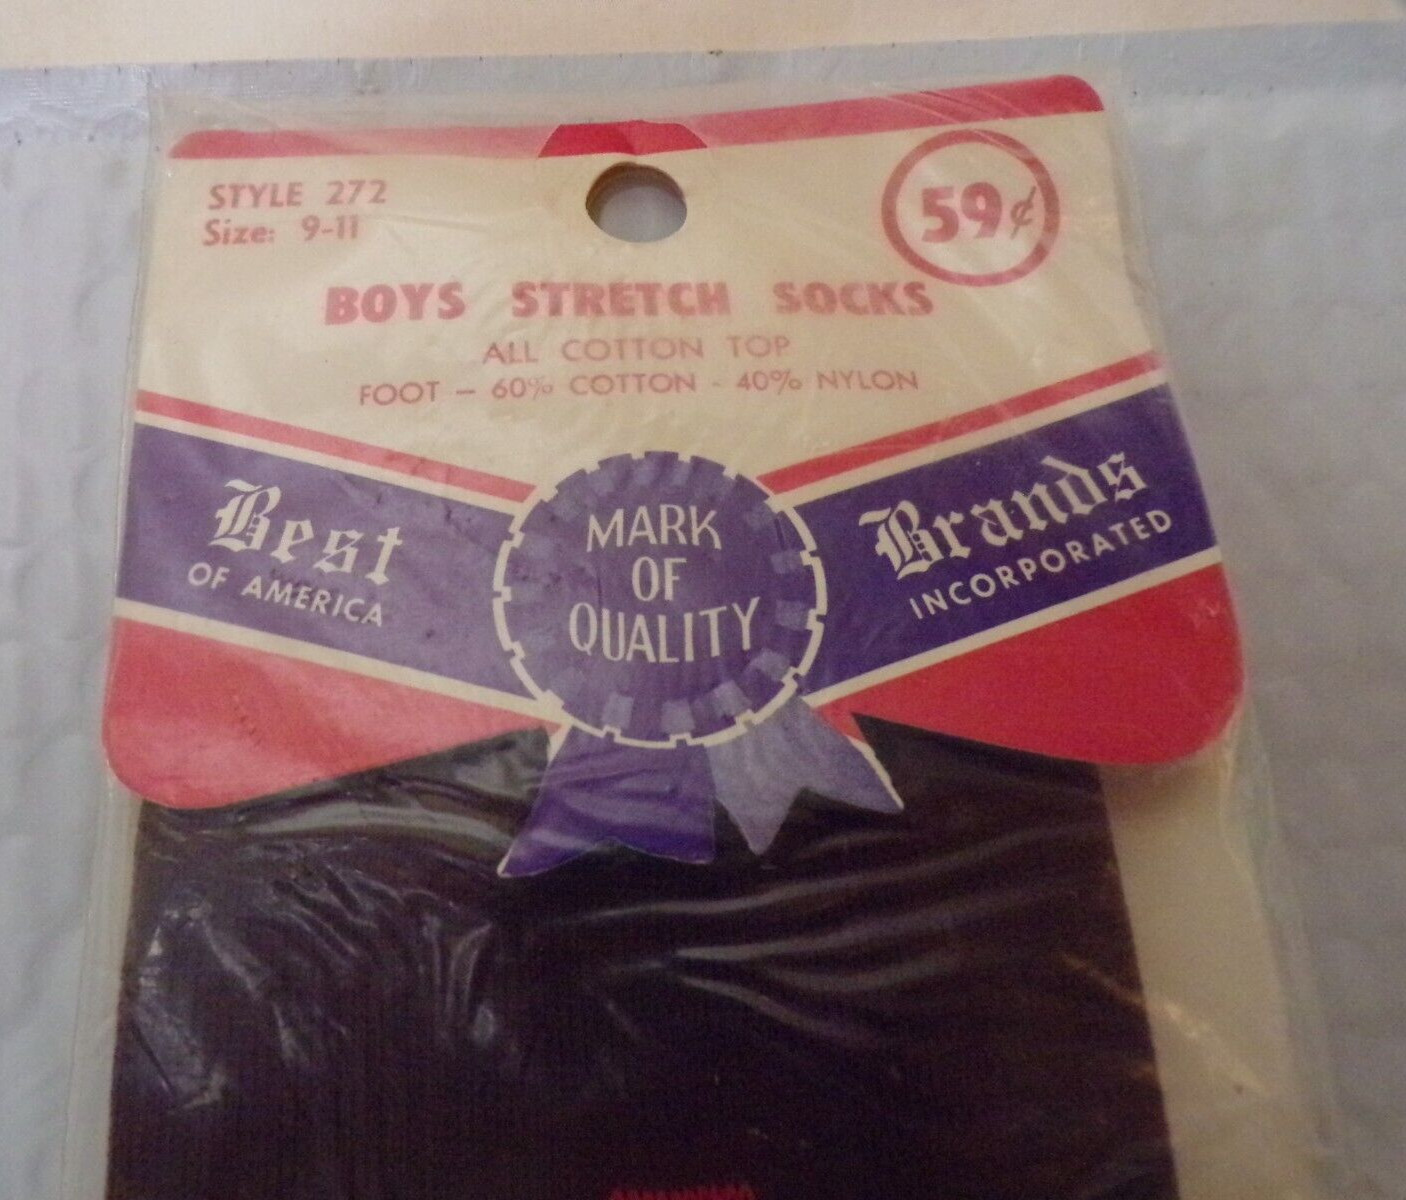 STYLE 272
Size: 9-11
59¢
BOYS STRETCH SOCKS
ALL COTTON TOP
FOOT — 60% COTTON - 40% NYLON
Best
OF AMERICA
MARK
OF
QUALITY
Brands
INCORPORATED